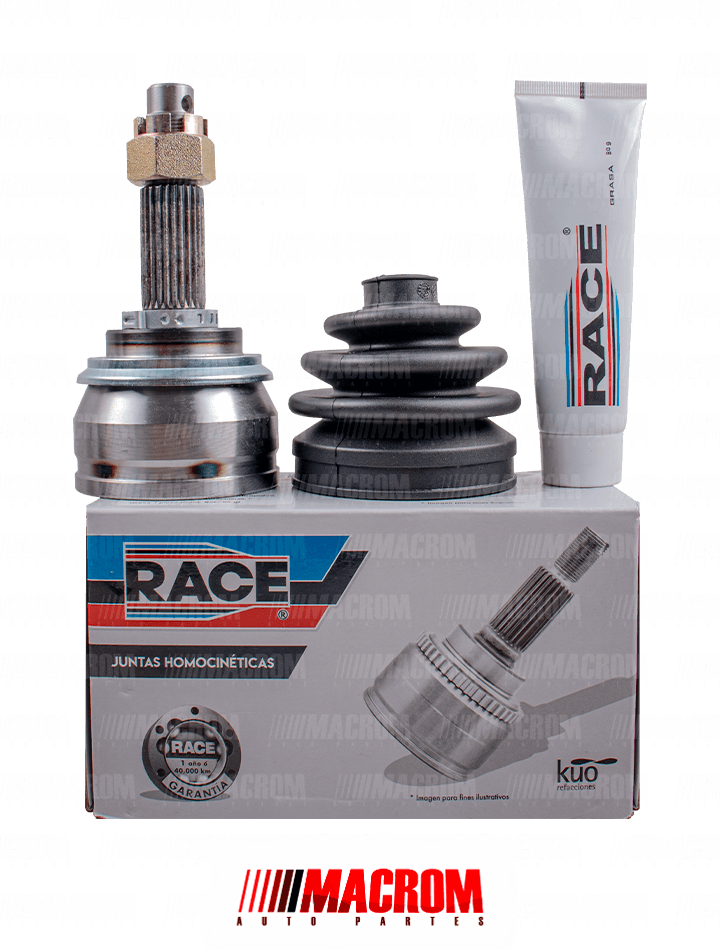 GRASA 80 g
RACE®
RACE
®
JUNTAS HOMOCINÉTICAS
RACE
1 año ó
40,000 km
GARANTÍA
* Imagen para fines ilustrativos
kuo
refacciones
MACROM
AUTO PARTES